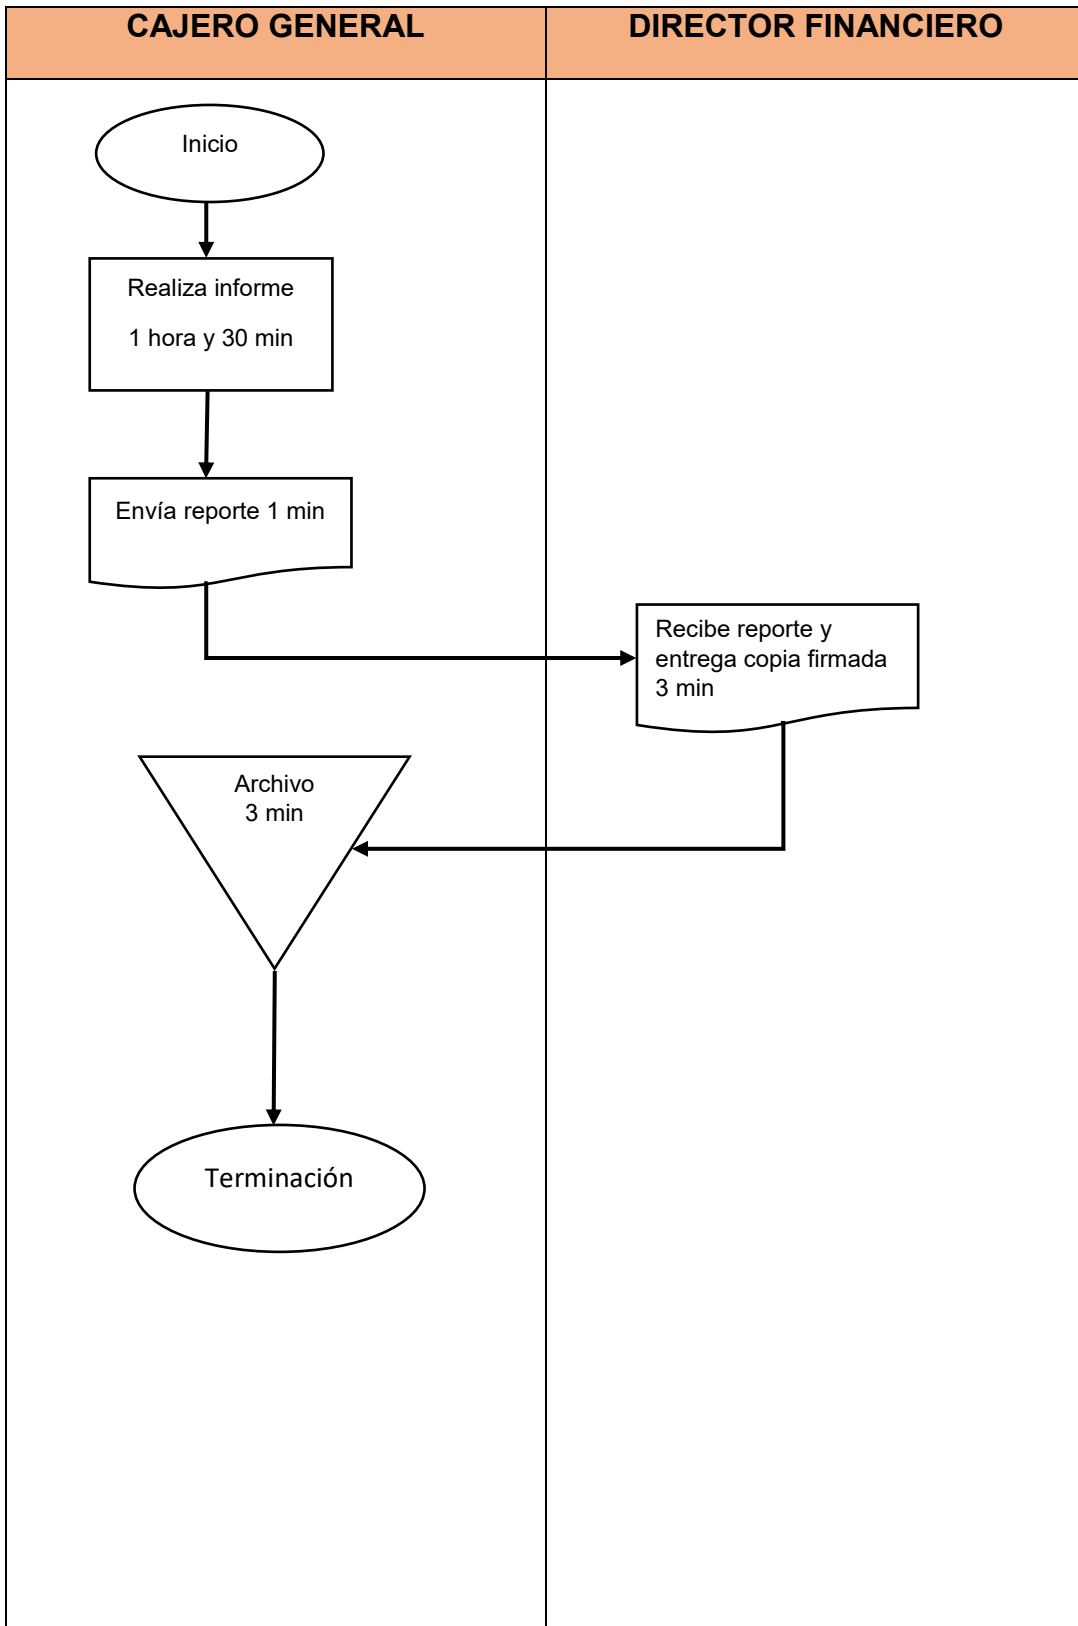 CAJERO GENERAL
DIRECTOR FINANCIERO
Inicio
Realiza informe
1 hora y 30 min
Envía reporte 1 min
Recibe reporte y
entrega copia firmada
3 min
Archivo
3 min
Terminación